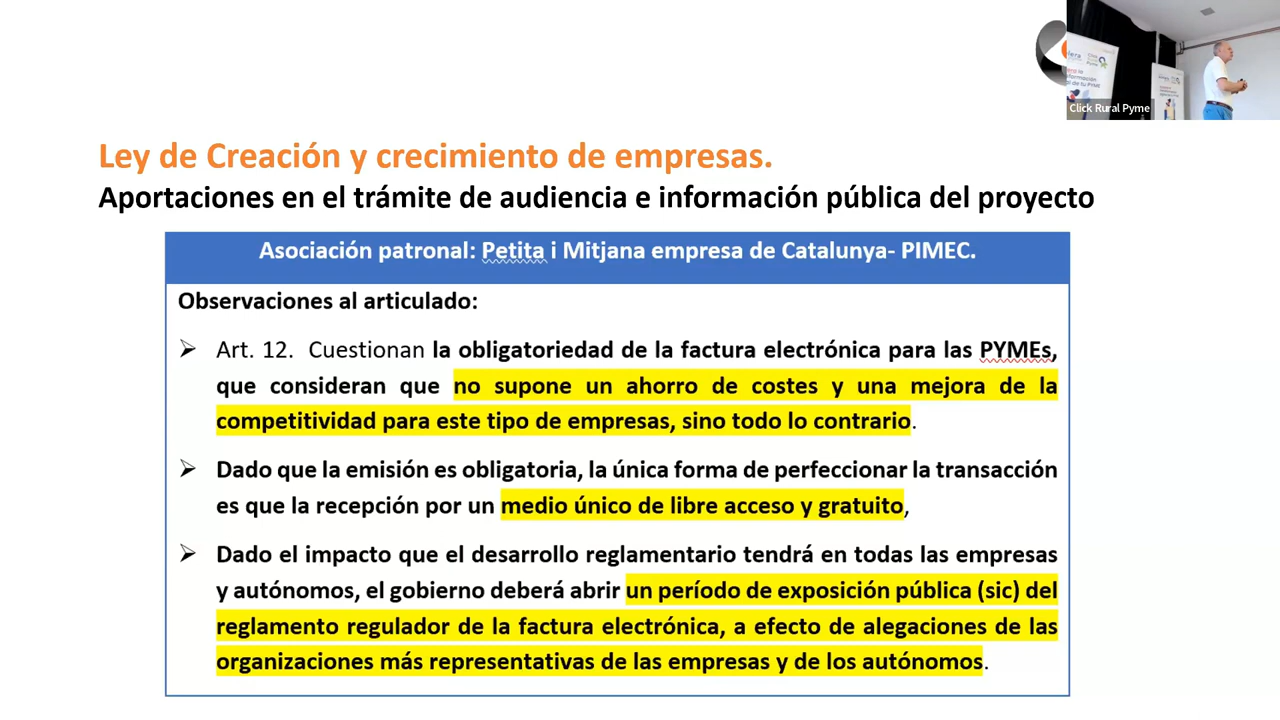 Click Rural Pyme
Ley de Creación y crecimiento de empresas.
Aportaciones en el trámite de audiencia e información pública del proyecto
Asociación patronal: Petita i Mitjana empresa de Catalunya- PIMEC.
Observaciones al articulado:
Art. 12. Cuestionan la obligatoriedad de la factura electrónica para las PYMEs,
que consideran que no supone un ahorro de costes y una mejora de la
competitividad para este tipo de empresas, sino todo lo contrario.
Dado que la emisión es obligatoria, la única forma de perfeccionar la transacción
es que la recepción por un medio único de libre acceso y gratuito,
Dado el impacto que el desarrollo reglamentario tendrá en todas las empresas
y autónomos, el gobierno deberá abrir un período de exposición pública (sic) del
reglamento regulador de la factura electrónica, a efecto de alegaciones de las
organizaciones más representativas de las empresas y de los autónomos.